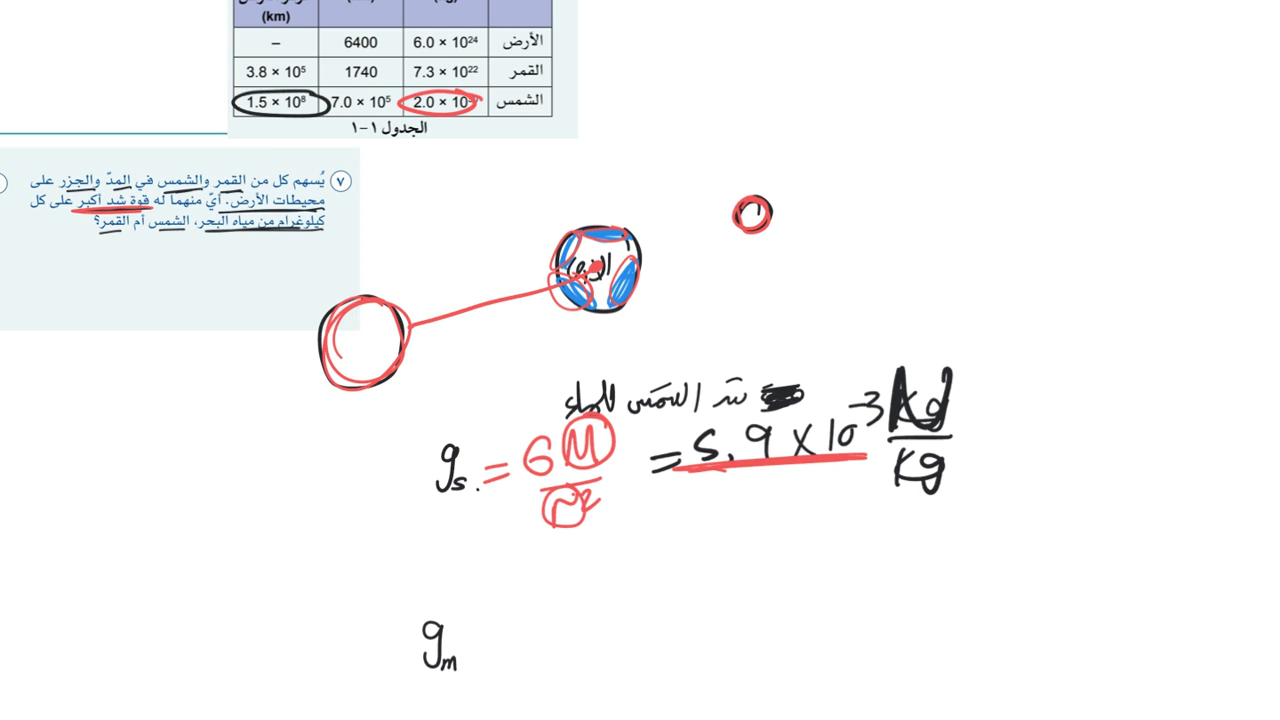 (km)
الأرض 6.0 × 10²⁴ 6400 –
القمر 7.3 × 10²² 1740 3.8 × 10⁵
الشمس 2.0 × 10 7.0 × 10⁵ 1.5 × 10⁸
الجدول ١-١
٧ يُسهم كل من القمر والشمس في المدّ والجزر على
محيطات الأرض. أيّ منهما له قوة شد أكبر على كل
كيلوغرام من مياه البحر، الشمس أم القمر؟
شد الشمس للماء
gₛ. = G M / r² = 5.9 × 10⁻³ / kg
gₘ